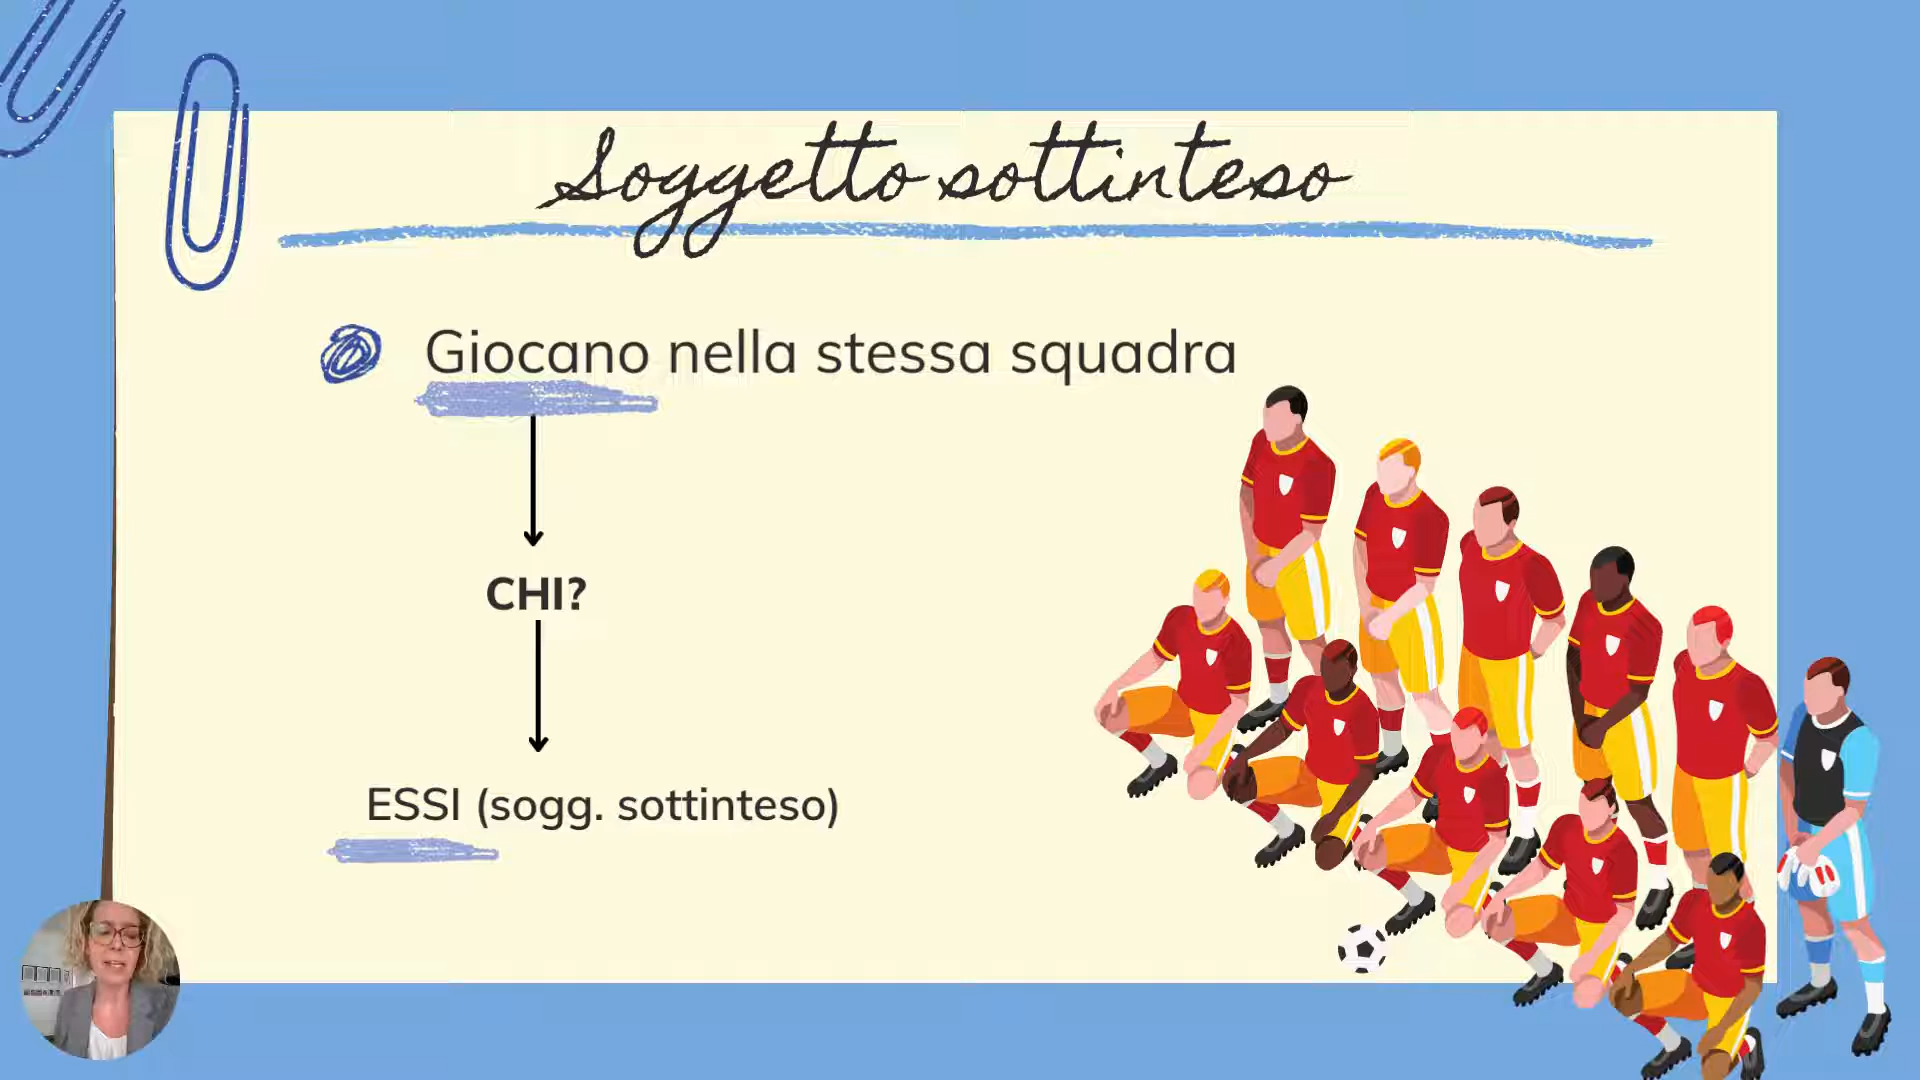 Soggetto sottinteso
Giocano nella stessa squadra
CHI?
ESSI (sogg. sottinteso)